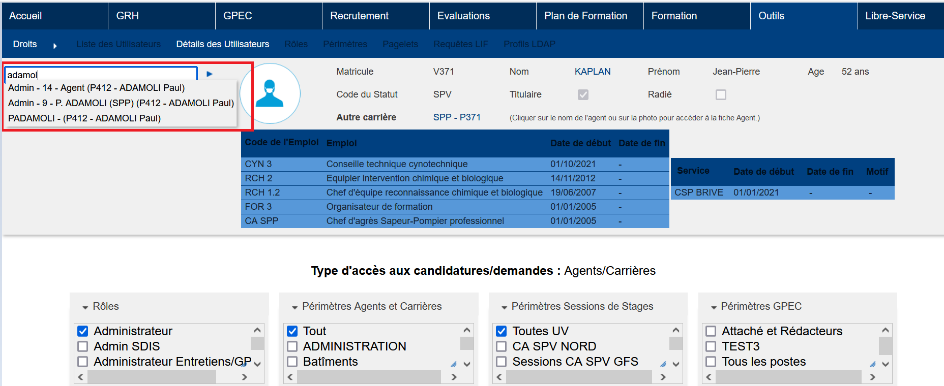 Accueil GRH GPEC Recrutement Evaluations Plan de Formation Formation Outils Libre-Service
Droits Liste des Utilisateurs Détails des Utilisateurs Rôles Périmètres Pagelets Requêtes LIF Profils LDAP
adamol
Admin - 14 - Agent (P412 - ADAMOLI Paul)
Admin - 9 - P. ADAMOLI (SPP) (P412 - ADAMOLI Paul)
PADAMOLI - (P412 - ADAMOLI Paul)
Matricule V371 Nom KAPLAN Prénom Jean-Pierre Age 52 ans
Code du Statut SPV Titulaire Radié
Autre carrière SPP - P371 (Cliquer sur le nom de l'agent ou sur la photo pour accéder à la fiche Agent.)
Code de l'Emploi Emploi Date de début Date de fin
CYN 3 Conseille technique cynotechnique 01/10/2021 -
RCH 2 Equipier intervention chimique et biologique 14/11/2012 -
RCH 1.2 Chef d'équipe reconnaissance chimique et biologique 19/06/2007 -
FOR 3 Organisateur de formation 01/01/2005 -
CA SPP Chef d'agrès Sapeur-Pompier professionnel 01/01/2005 -
Service Date de début Date de fin Motif
CSP BRIVE 01/01/2021 - -
Type d'accès aux candidatures/demandes : Agents/Carrières
Rôles
Administrateur
Admin SDIS
Administrateur Entretiens/GP
Périmètres Agents et Carrières
Tout
ADMINISTRATION
Batîments
Périmètres Sessions de Stages
Toutes UV
CA SPV NORD
Sessions CA SPV GFS
Périmètres GPEC
Attaché et Rédacteurs
TEST3
Tous les postes